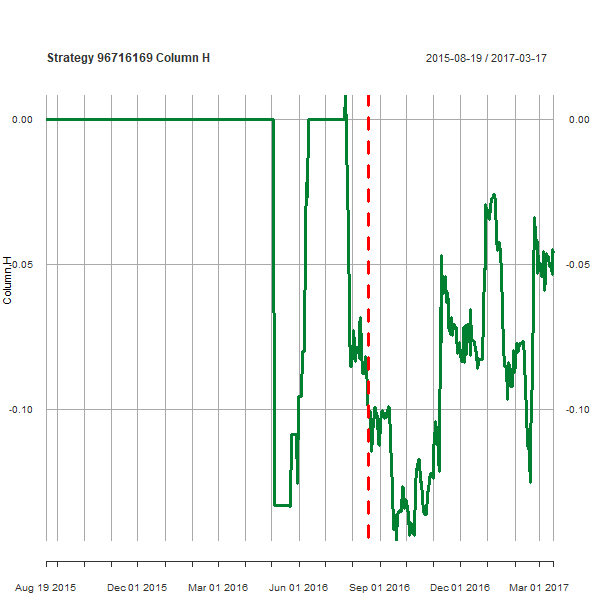 Strategy 96716169 Column H
2015-08-19 / 2017-03-17
0.00
0.00
-0.05
-0.05
-0.10
-0.10
Column H
Aug 19 2015
Dec 01 2015
Mar 01 2016
Jun 01 2016
Sep 01 2016
Dec 01 2016
Mar 01 2017